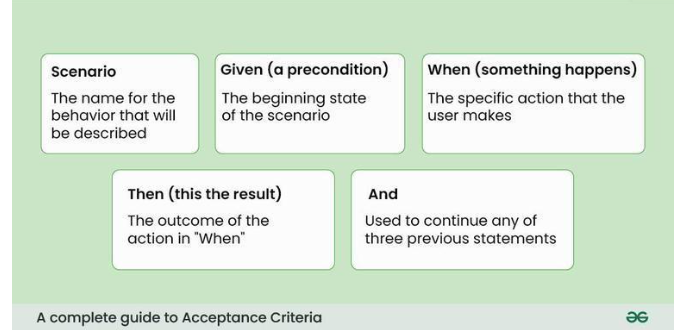 Scenario
The name for the
behavior that will
be described
Given (a precondition)
The beginning state
of the scenario
When (something happens)
The specific action that the
user makes
Then (this the result)
The outcome of the
action in "When"
And
Used to continue any of
three previous statements
A complete guide to Acceptance Criteria